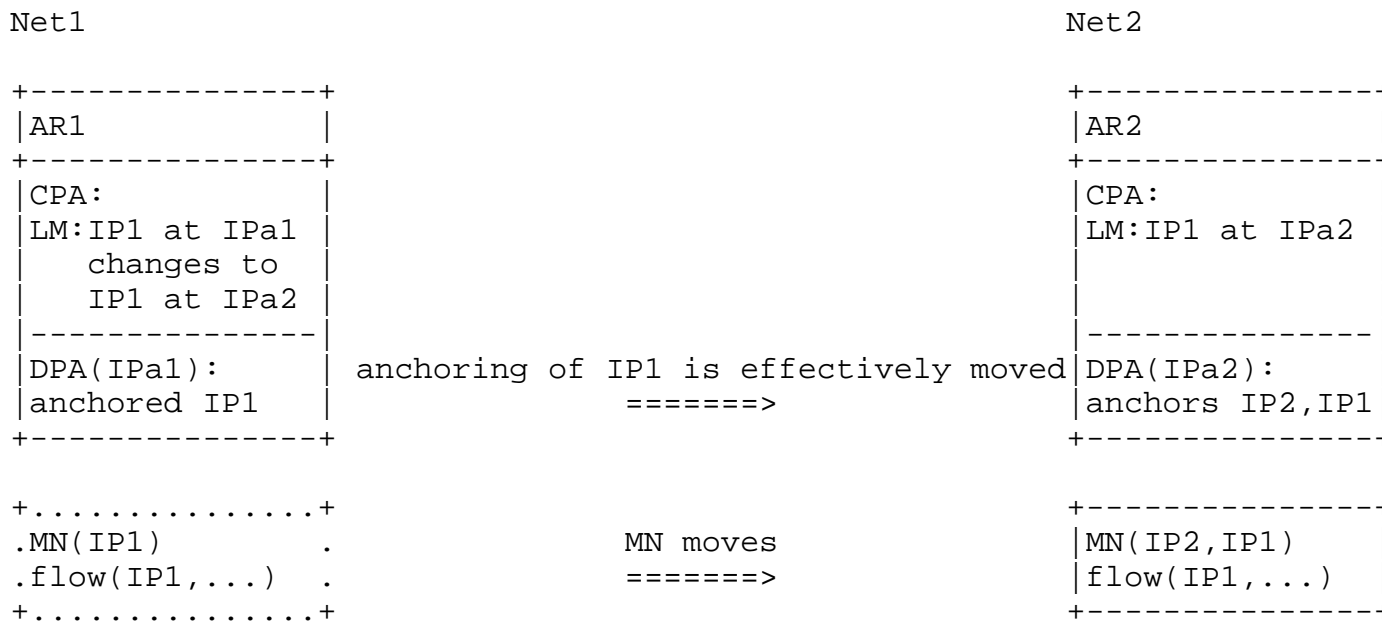 Net1                                            Net2

+---------------+                               +----------------
|AR1            |                               |AR2
+---------------+                               +----------------
|CPA:           |                               |CPA:
|LM:IP1 at IPa1 |                               |LM:IP1 at IPa2
|   changes to  |                               |
|   IP1 at IPa2 |                               |
|---------------|                               |---------------
|DPA(IPa1):     | anchoring of IP1 is effectively moved|DPA(IPa2):
|anchored IP1   |           =======>            |anchors IP2,IP1
+---------------+                               +----------------

+...............+                               +----------------
.MN(IP1)        .           MN moves            |MN(IP2,IP1)
.flow(IP1,...)  .           =======>            |flow(IP1,...)
+...............+                               +----------------